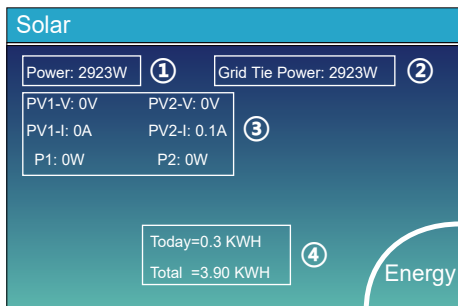 Solar
Power: 2923W ① Grid Tie Power: 2923W ②
PV1-V: 0V PV2-V: 0V
PV1-I: 0A PV2-I: 0.1A ③
P1: 0W P2: 0W
Today=0.3 KWH
④
Total =3.90 KWH
Energy